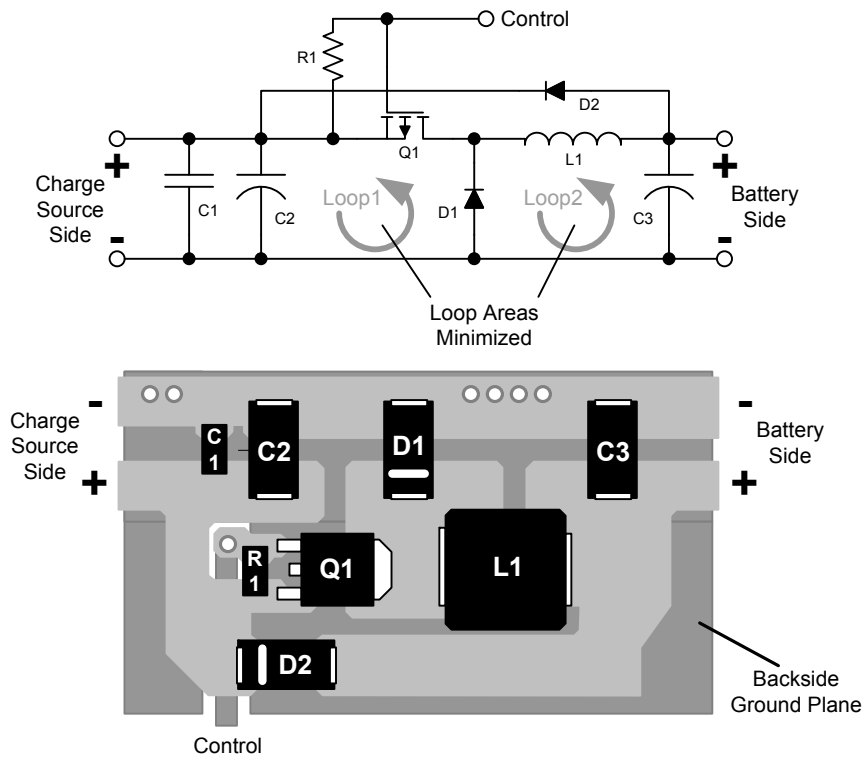 Control
R1
D2
Q1
L1
+
+
Charge
Source
Side
C1
C2
Loop1
D1
Loop2
C3
Battery
Side
-
-
Loop Areas
Minimized
-
-
Charge
Source
Side
C
1
C2
D1
C3
Battery
Side
+
+
R
1
Q1
L1
D2
Backside
Ground Plane
Control